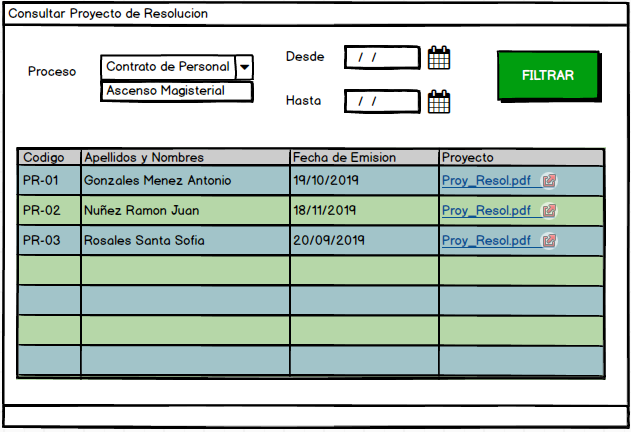 Consultar Proyecto de Resolucion
Proceso
Contrato de Personal
Ascenso Magisterial
Desde
/ /
Hasta
/ /
FILTRAR
Codigo Apellidos y Nombres Fecha de Emision Proyecto
PR-01 Gonzales Menez Antonio 19/10/2019 Proy_Resol.pdf
PR-02 Nuñez Ramon Juan 18/11/2019 Proy_Resol.pdf
PR-03 Rosales Santa Sofia 20/09/2019 Proy_Resol.pdf